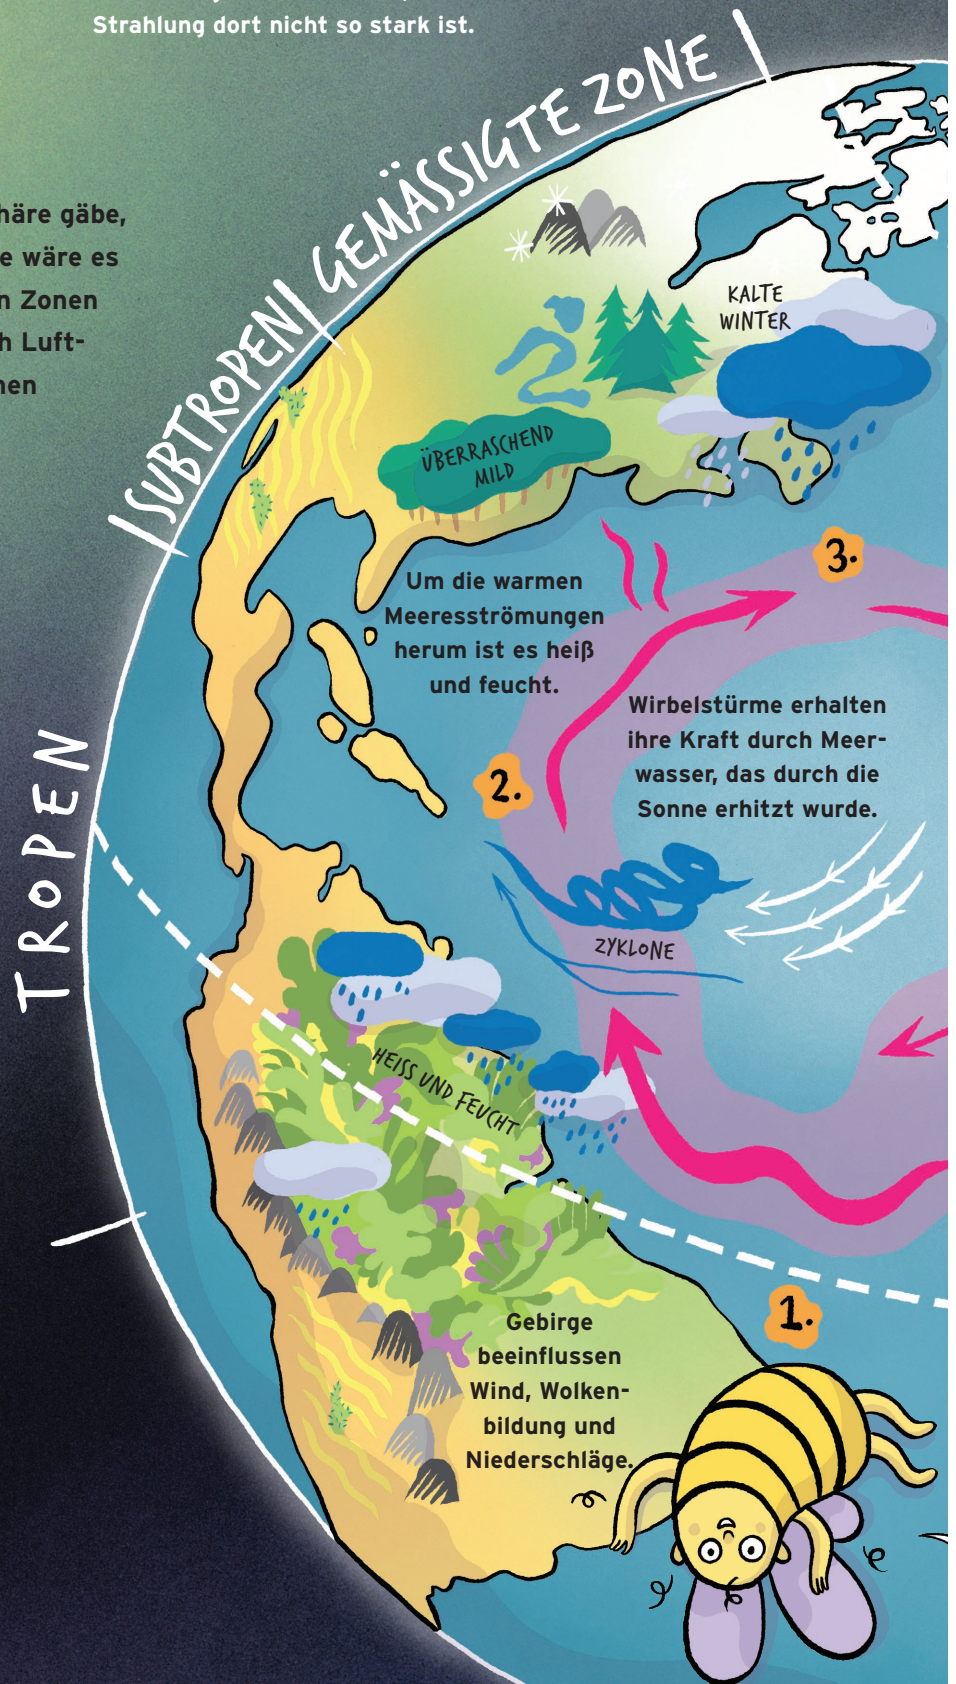 Strahlung dort nicht so stark ist.
GEMÄSSIGTE ZONE
SUBTROPEN
TROPEN
häre gäbe,
e wäre es
n Zonen
h Luft-
nen
KALTE
WINTER
ÜBERRASCHEND
MILD
3.
Um die warmen
Meeresströmungen
herum ist es heiß
und feucht.
Wirbelstürme erhalten
ihre Kraft durch Meer-
wasser, das durch die
Sonne erhitzt wurde.
2.
ZYKLONE
HEISS UND FEUCHT
1.
Gebirge
beeinflussen
Wind, Wolken-
bildung und
Niederschläge.